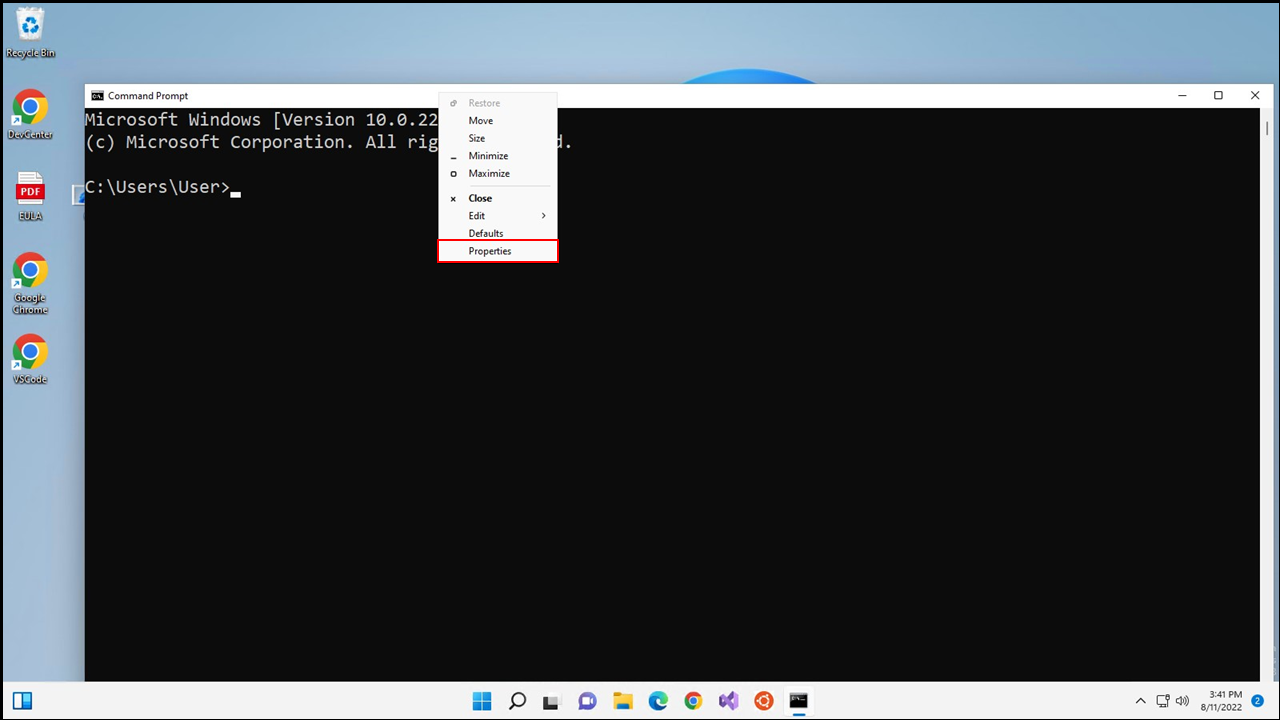 Recycle Bin
DevCenter
EULA
PDF
Google
Chrome
VSCode
Command Prompt
Microsoft Windows [Version 10.0.22
(c) Microsoft Corporation. All rig d.
C:\Users\User>
Restore
Move
Size
Minimize
Maximize
Close
Edit
Defaults
Properties
3:41 PM
8/11/2022
2